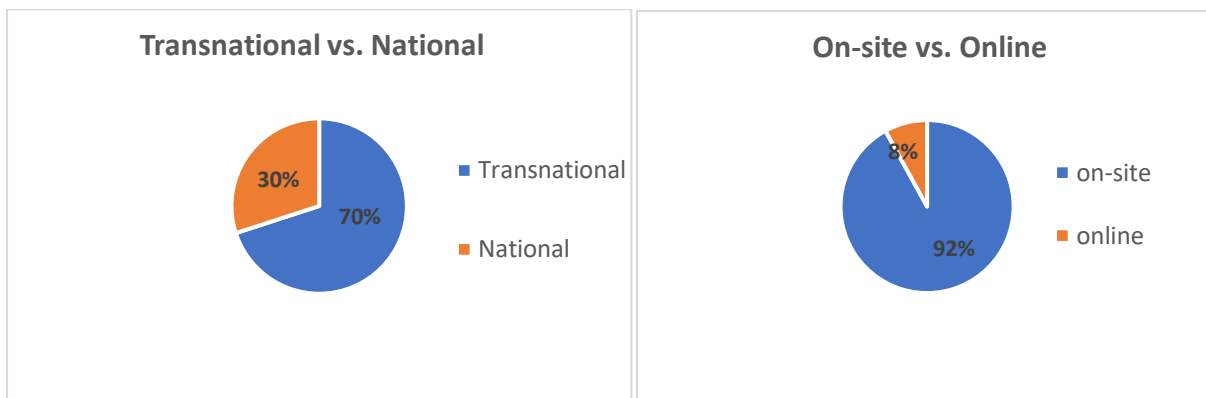 Transnational vs. National
30%
70%
Transnational
National
On-site vs. Online
8%
92%
on-site
online